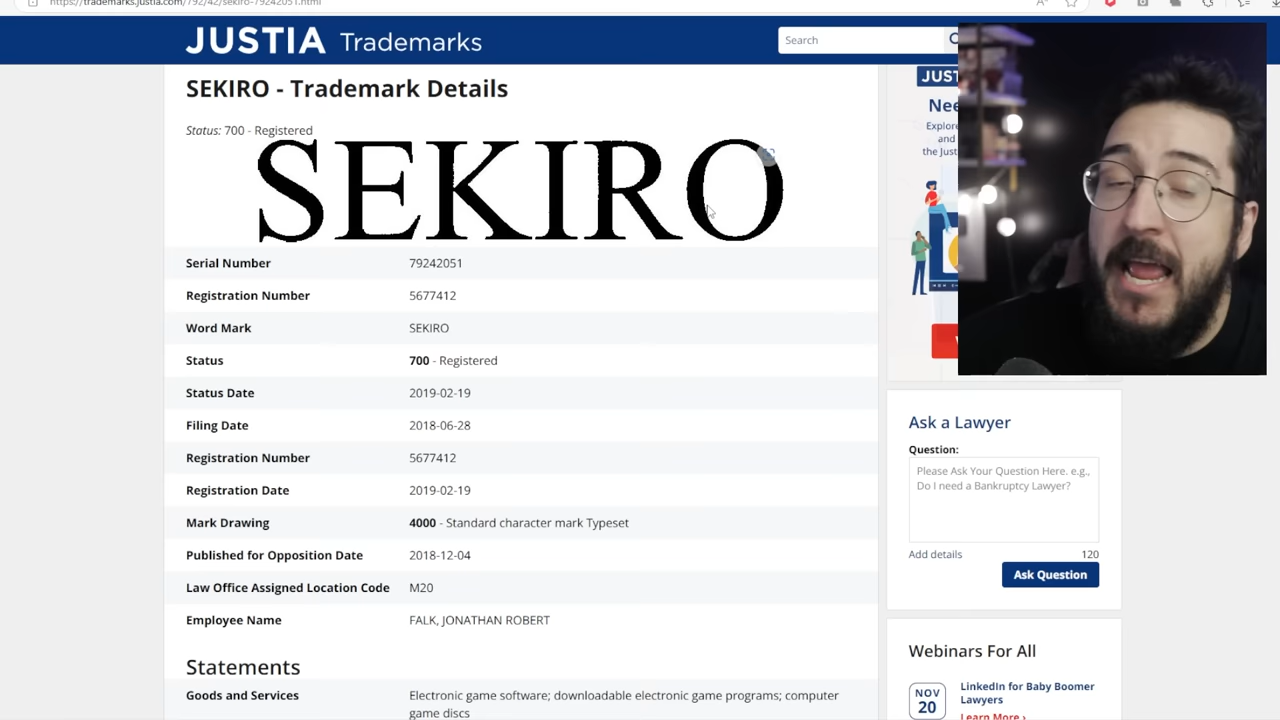 https://trademarks.justia.com/792/42/sekiro-79242051.html
JUSTIA Trademarks
Search
SEKIRO - Trademark Details
Status: 700 - Registered
SEKIRO
Serial Number 79242051
Registration Number 5677412
Word Mark SEKIRO
Status 700 - Registered
Status Date 2019-02-19
Filing Date 2018-06-28
Registration Number 5677412
Registration Date 2019-02-19
Mark Drawing 4000 - Standard character mark Typeset
Published for Opposition Date 2018-12-04
Law Office Assigned Location Code M20
Employee Name FALK, JONATHAN ROBERT
Statements
Goods and Services Electronic game software; downloadable electronic game programs; computer
game discs
JUST
Nee
Explore
and
the Just
Ask a Lawyer
Question:
Please Ask Your Question Here. e.g.,
Do I need a Bankruptcy Lawyer?
Add details 120
Ask Question
Webinars For All
NOV
20
LinkedIn for Baby Boomer
Lawyers
Learn More ›